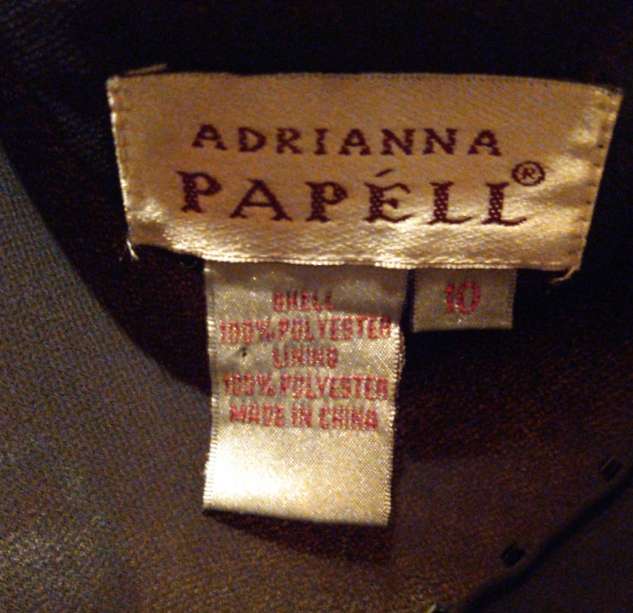 ADRIANNA
PAPÉLL®
10
SHELL
100% POLYESTER
LINING
100% POLYESTER
MADE IN CHINA